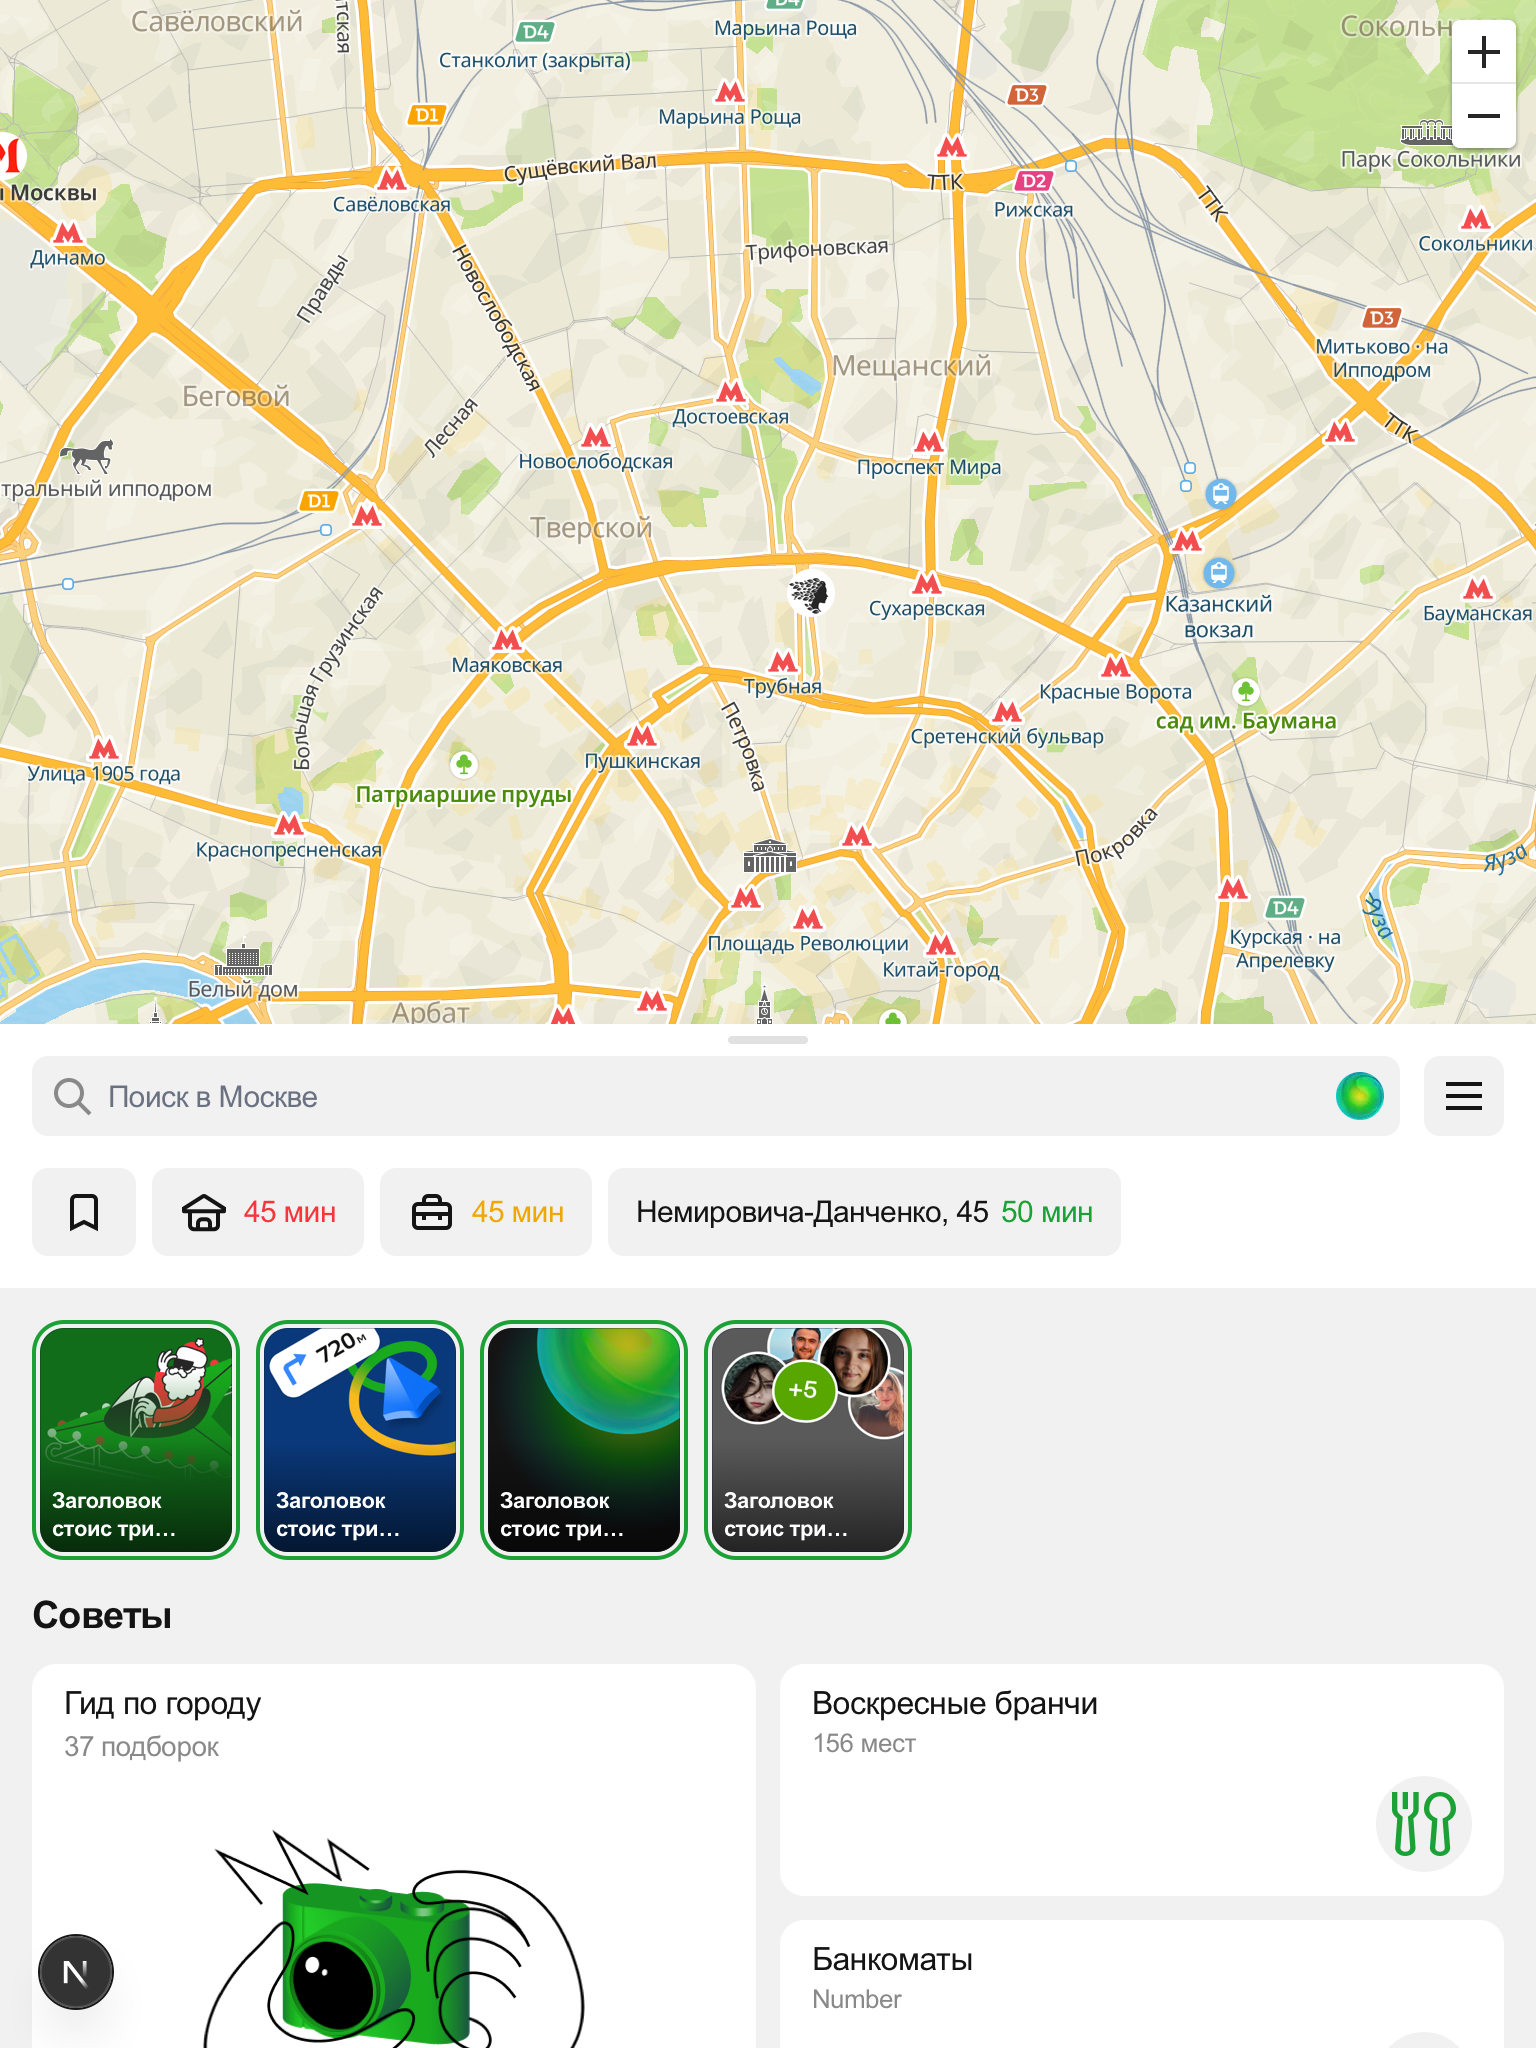 Савёловский
D4
Станколит (закрыта)
D4
Марьина Роща
D1
Марьина Роща
D3
Парк Сокольники
Москвы
Динамо
Савёловская
Сущёвский Вал
ТТК
D2
Рижская
ТТК
Сокольники
Правды
Новослободская
Трифоновская
D3
Митьково · на
Ипподром
Беговой
Мещанский
Лесная
Достоевская
ТТК
Новослободская
Проспект Мира
D1
Тверской
Сухаревская
Казанский
вокзал
Бауманская
Большая Грузинская
Маяковская
Трубная
Красные Ворота
сад им. Баумана
Петровка
Сретенский бульвар
Улица 1905 года
Пушкинская
Патриаршие пруды
Краснопресненская
Покровка
Яуза
Яуза
D4
Курская · на
Апрелевку
Площадь Революции
Китай-город
Белый дом
Арбат
Поиск в Москве
45 мин
45 мин
Немировича-Данченко, 45 50 мин
720 м
+5
Заголовок
стоис три...
Заголовок
стоис три...
Заголовок
стоис три...
Заголовок
стоис три...
Советы
Гид по городу
37 подборок
Воскресные бранчи
156 мест
Банкоматы
Number
N